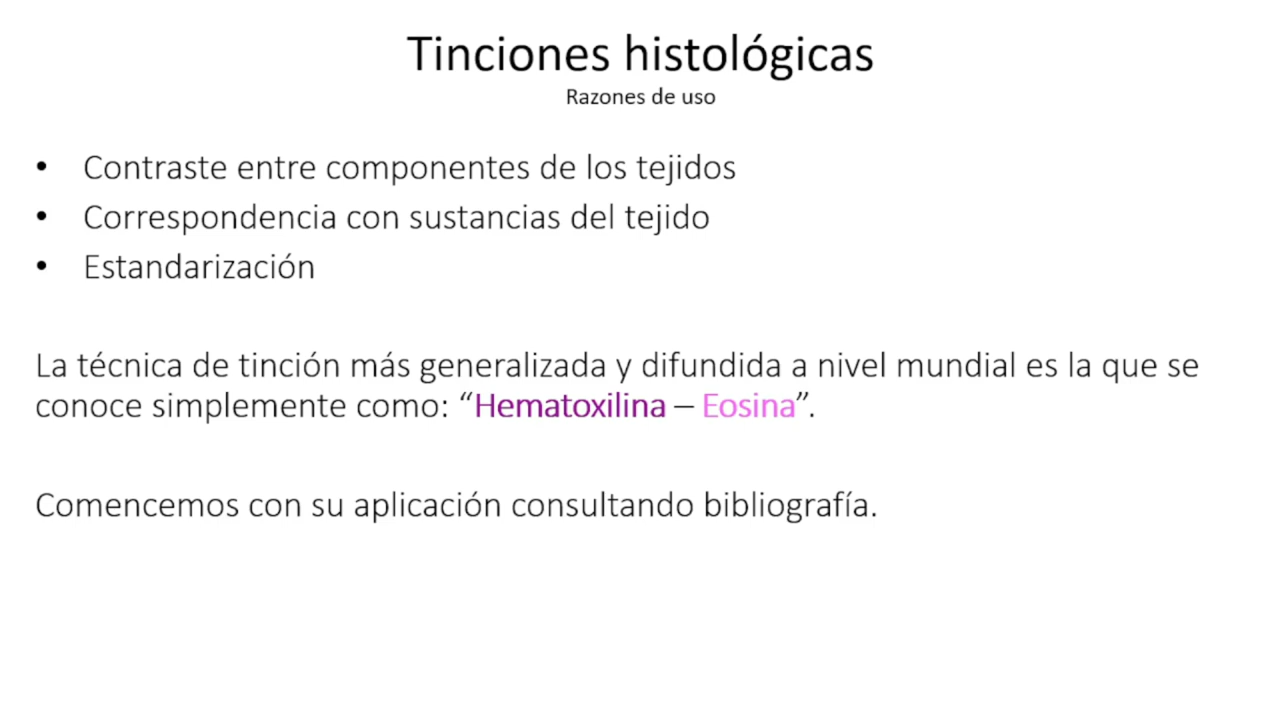 Tinciones histológicas
Razones de uso
• Contraste entre componentes de los tejidos
• Correspondencia con sustancias del tejido
• Estandarización
La técnica de tinción más generalizada y difundida a nivel mundial es la que se
conoce simplemente como: “Hematoxilina – Eosina”.
Comencemos con su aplicación consultando bibliografía.